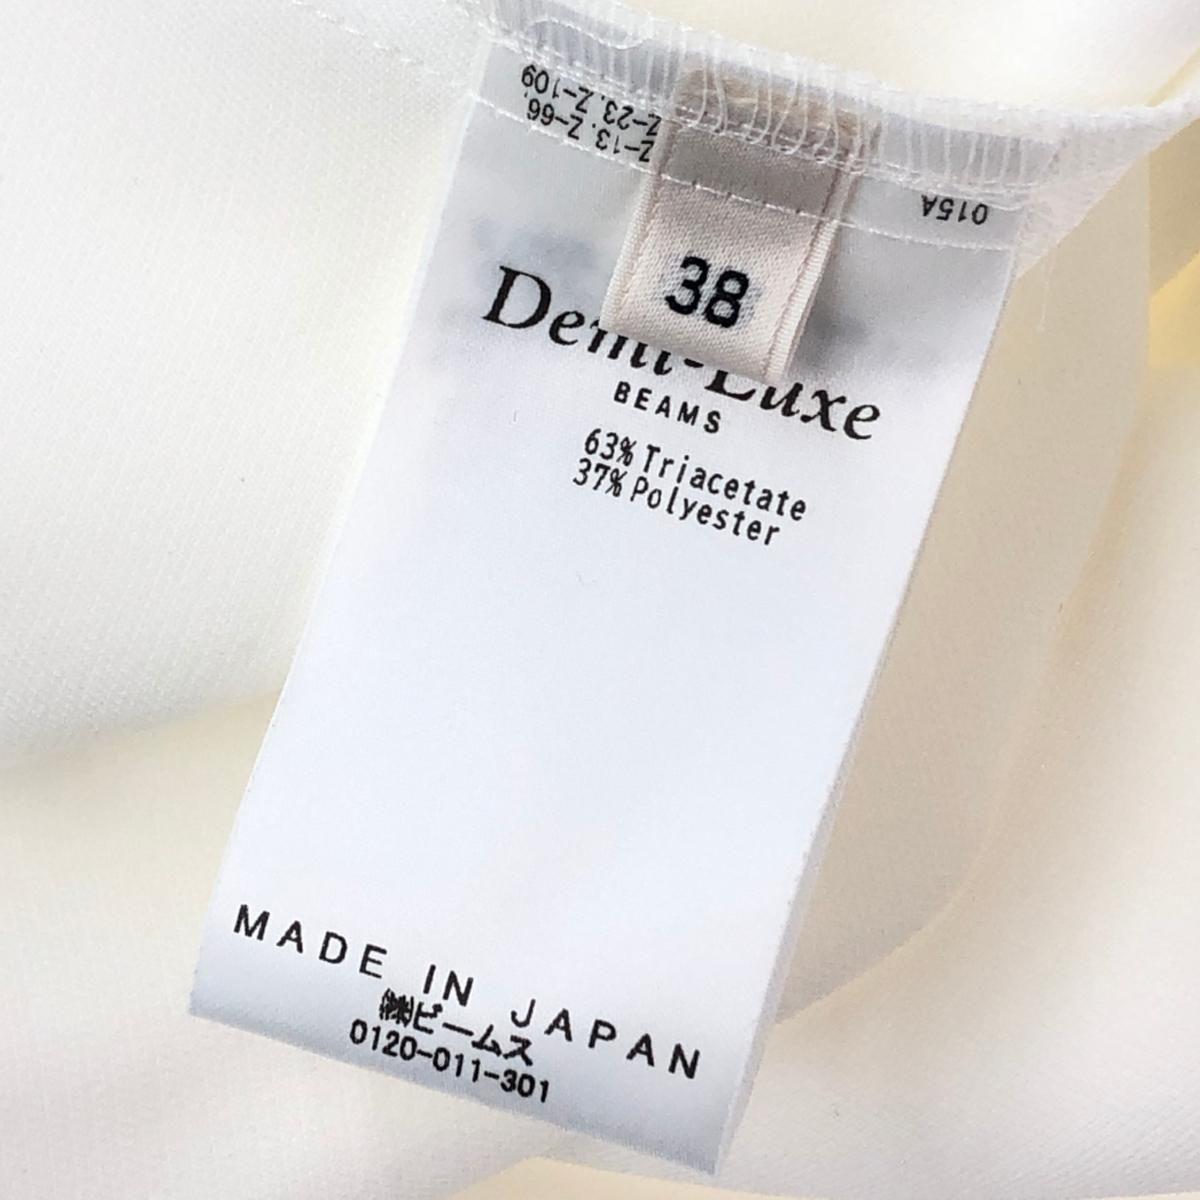 Z-23.Z-109
Z-13.Z-66,
015A
38
Demi-Luxe
BEAMS
63% Triacetate
37% Polyester
MADE IN JAPAN
㈱ビームス
0120-011-301